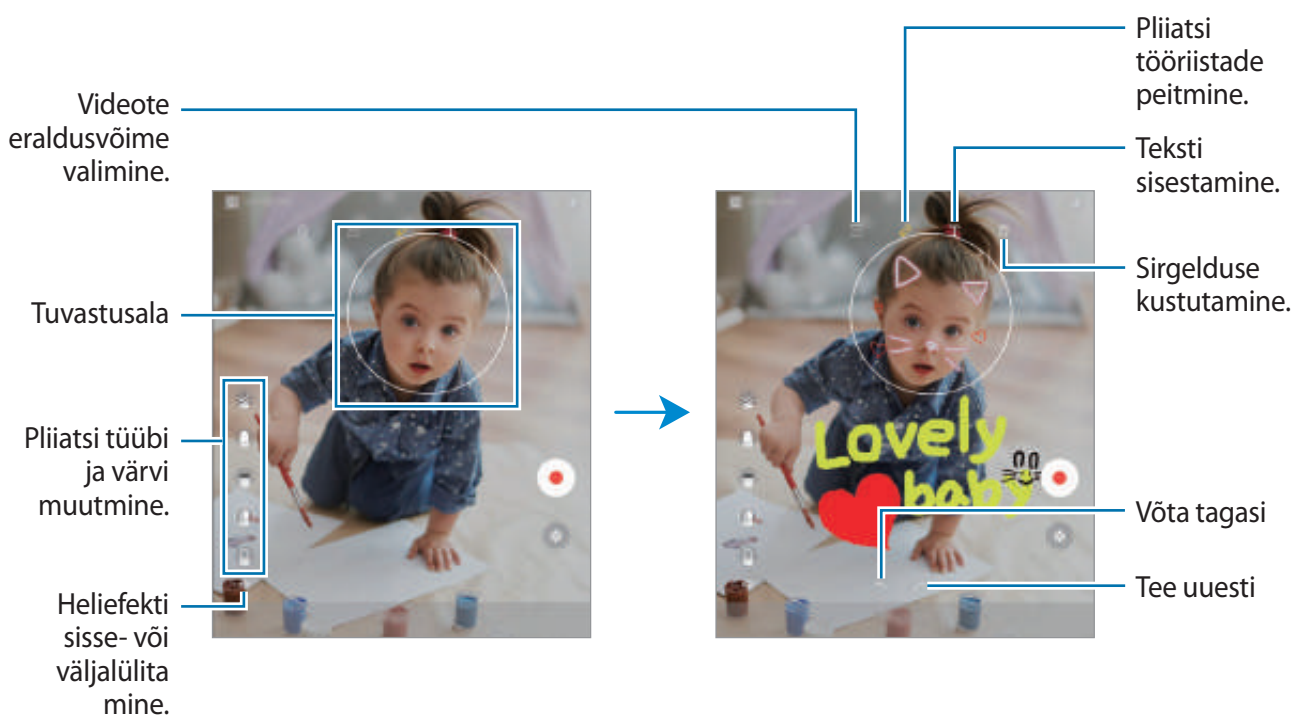 Pliiatsi
tööriistade
peitmine.
Videote
eraldusvõime
valimine.
Teksti
sisestamine.
Sirgelduse
kustutamine.
Tuvastusala
Pliiatsi tüübi
ja värvi
muutmine.
Lovely
baby
Võta tagasi
Tee uuesti
Heliefekti
sisse- või
väljalülita
mine.